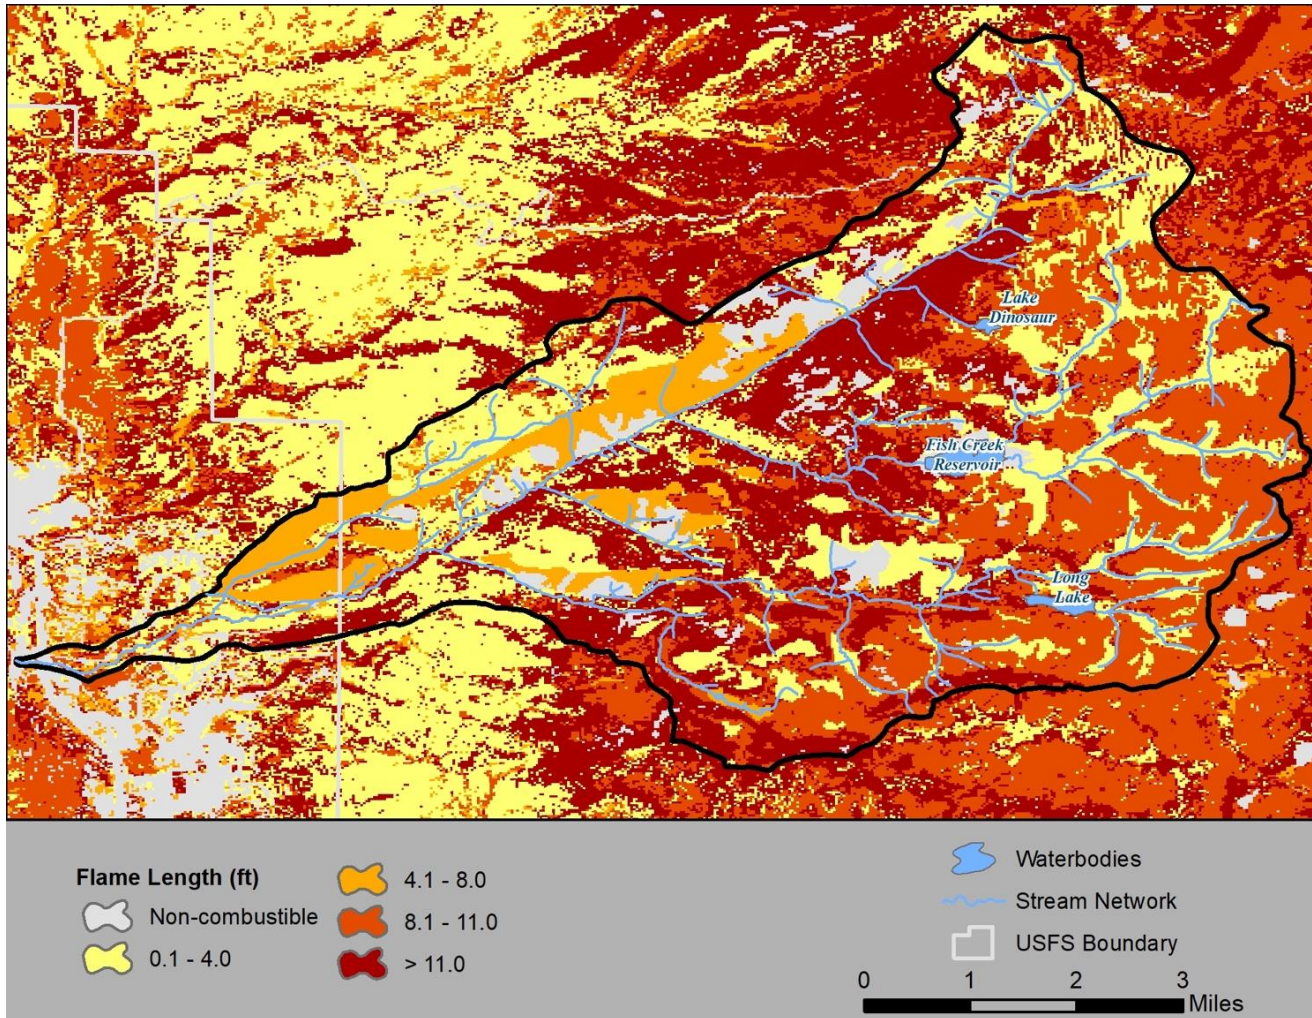 Lake
Dinosaur
Fish Creek
Reservoir
Long
Lake
Flame Length (ft)
Non-combustible
0.1 - 4.0
4.1 - 8.0
8.1 - 11.0
> 11.0
Waterbodies
Stream Network
USFS Boundary
0 1 2 3
Miles